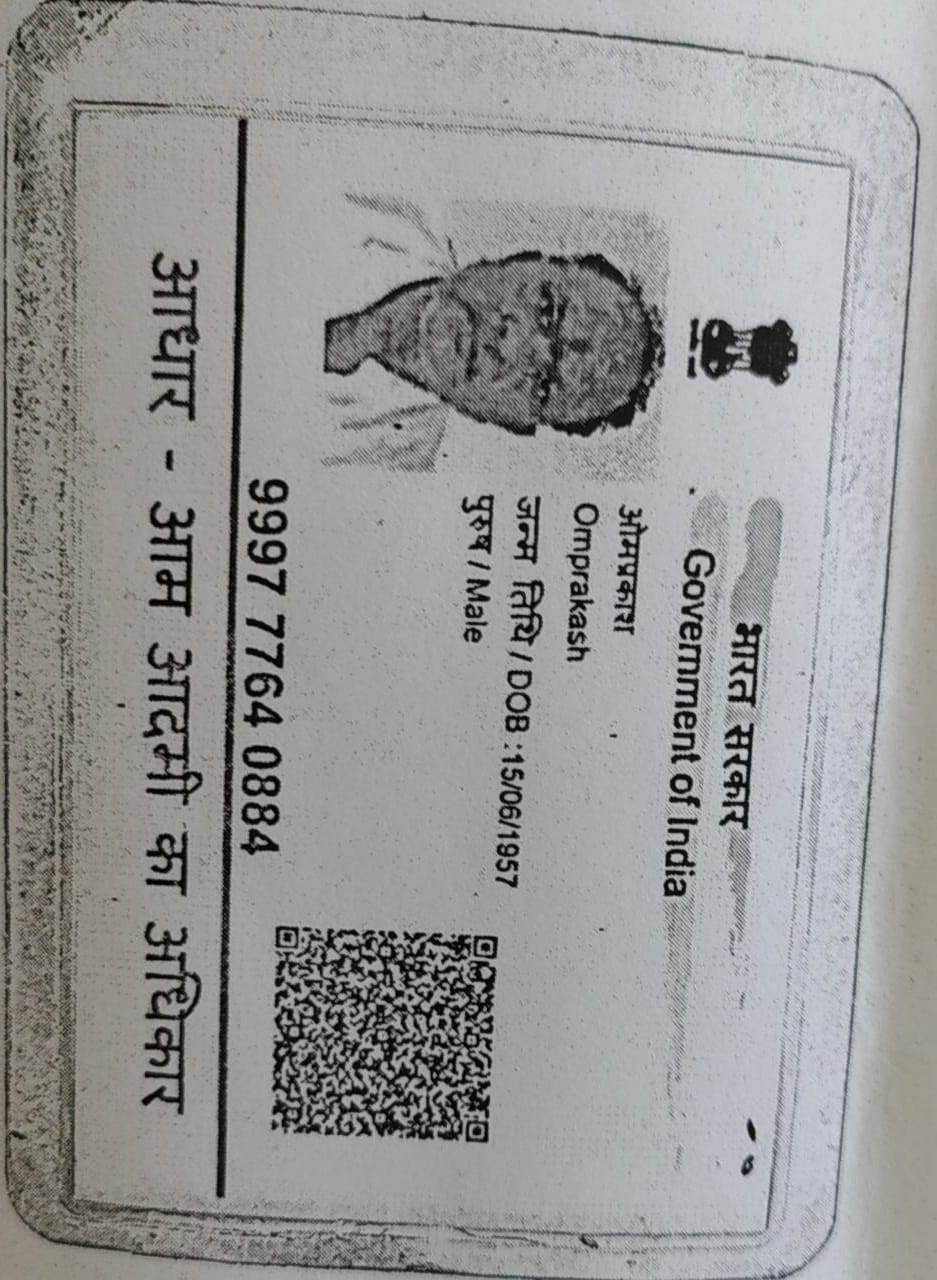 भारत सरकार
Government of India
ओमप्रकाश
Omprakash
जन्म तिथि / DOB : 15/06/1957
पुरुष / Male
9997 7764 0884
आधार - आम आदमी का अधिकार